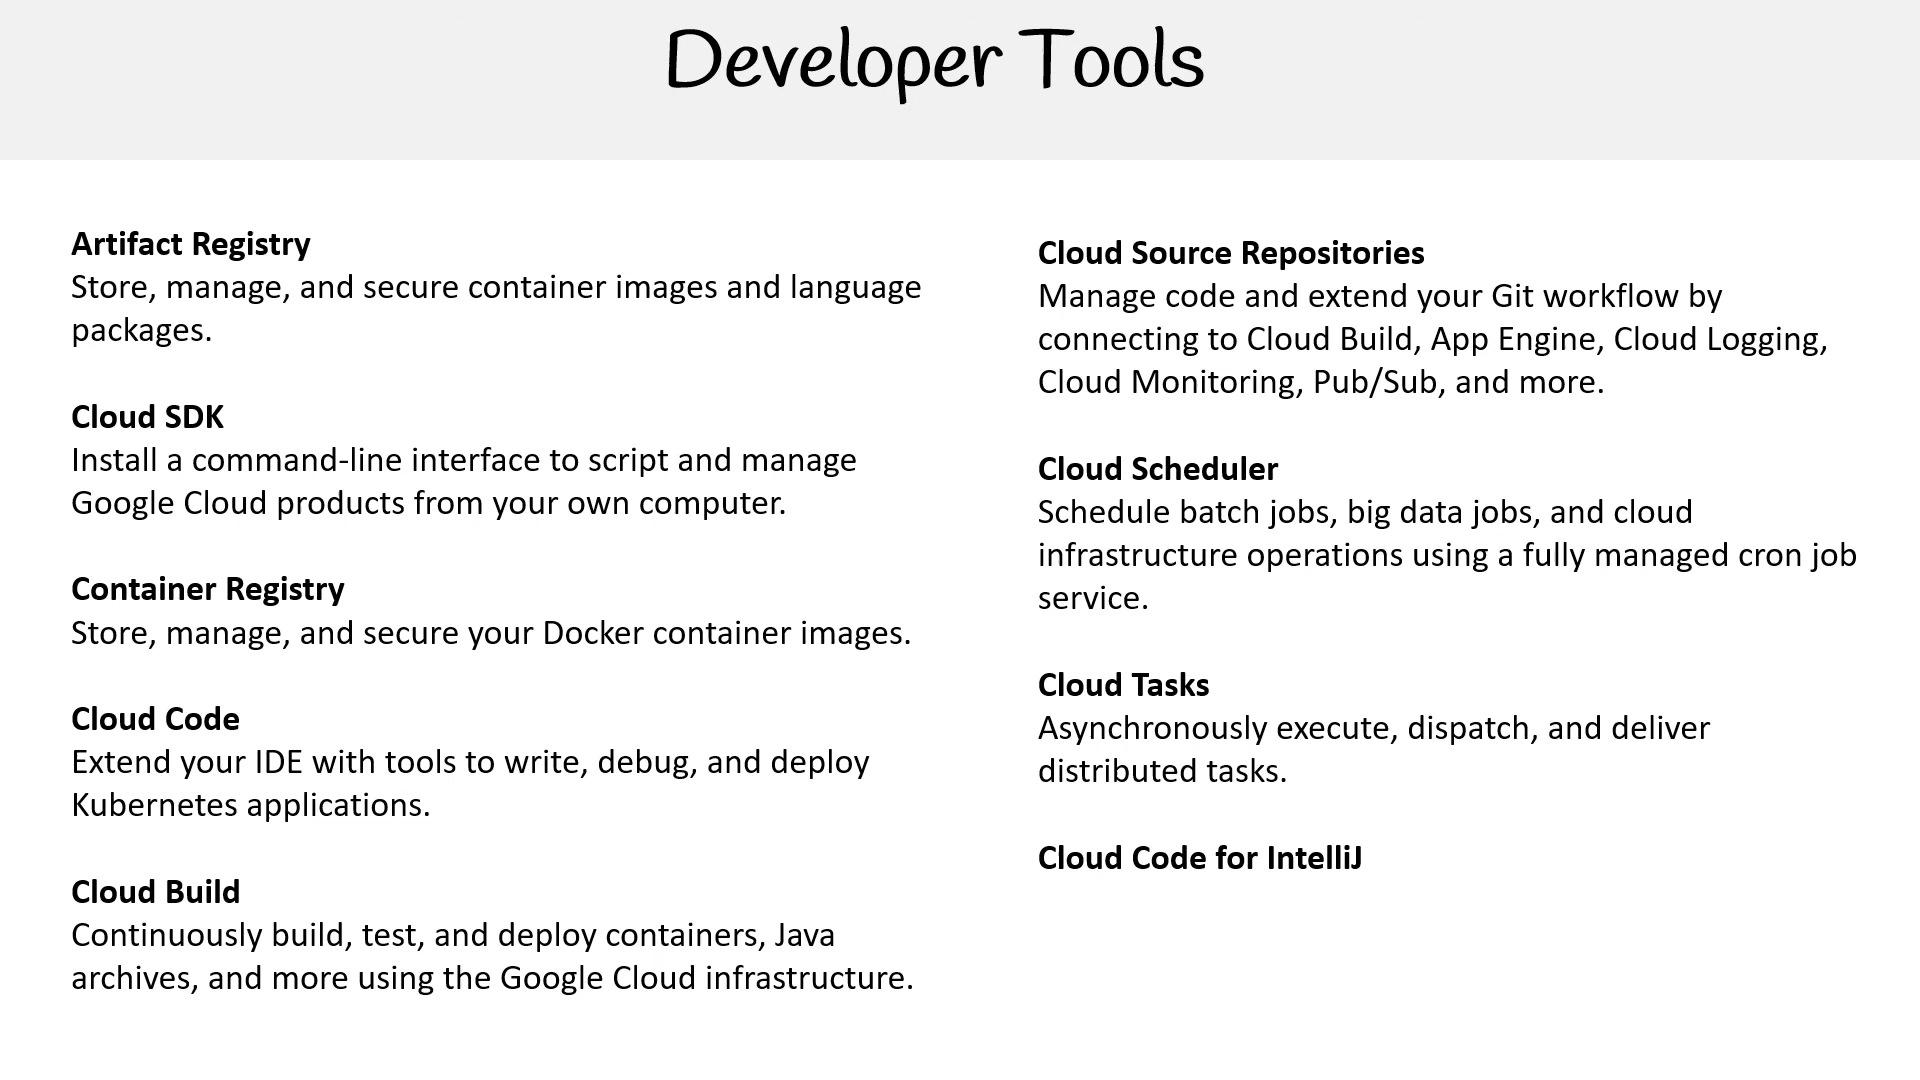 Developer Tools
Artifact Registry
Store, manage, and secure container images and language
packages.
Cloud SDK
Install a command-line interface to script and manage
Google Cloud products from your own computer.
Container Registry
Store, manage, and secure your Docker container images.
Cloud Code
Extend your IDE with tools to write, debug, and deploy
Kubernetes applications.
Cloud Build
Continuously build, test, and deploy containers, Java
archives, and more using the Google Cloud infrastructure.
Cloud Source Repositories
Manage code and extend your Git workflow by
connecting to Cloud Build, App Engine, Cloud Logging,
Cloud Monitoring, Pub/Sub, and more.
Cloud Scheduler
Schedule batch jobs, big data jobs, and cloud
infrastructure operations using a fully managed cron job
service.
Cloud Tasks
Asynchronously execute, dispatch, and deliver
distributed tasks.
Cloud Code for IntelliJ